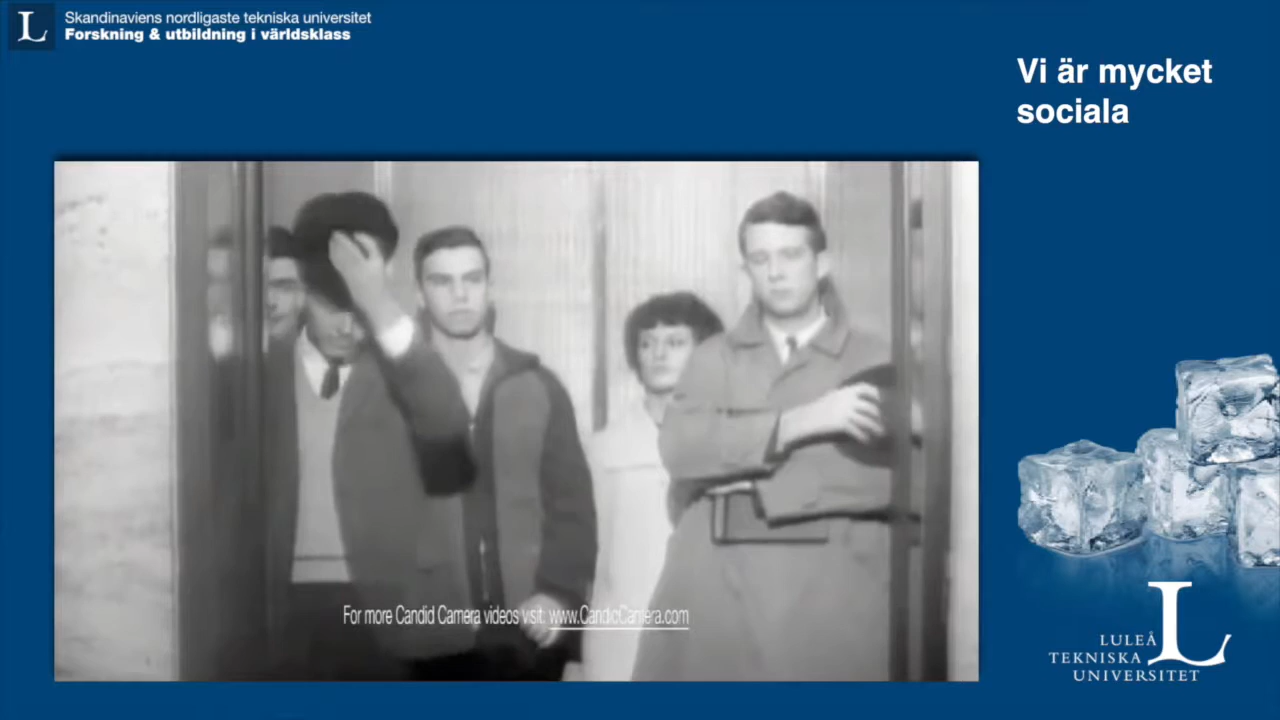 Skandinaviens nordligaste tekniska universitet
Forskning & utbildning i världsklass
Vi är mycket
sociala
For more Candid Camera videos visit: www.CandidCamera.com
LULEÅ
TEKNISKA
UNIVERSITET
L
L